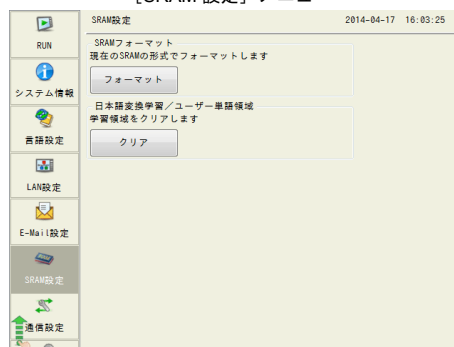 [SRAM 設定] メニュー
SRAM設定
2014-04-17 16:03:25
RUN
システム情報
言語設定
LAN設定
E-Mail設定
SRAM設定
通信設定
SRAMフォーマット
現在のSRAMの形式でフォーマットします
フォーマット
日本語変換学習／ユーザー単語領域
学習領域をクリアします
クリア